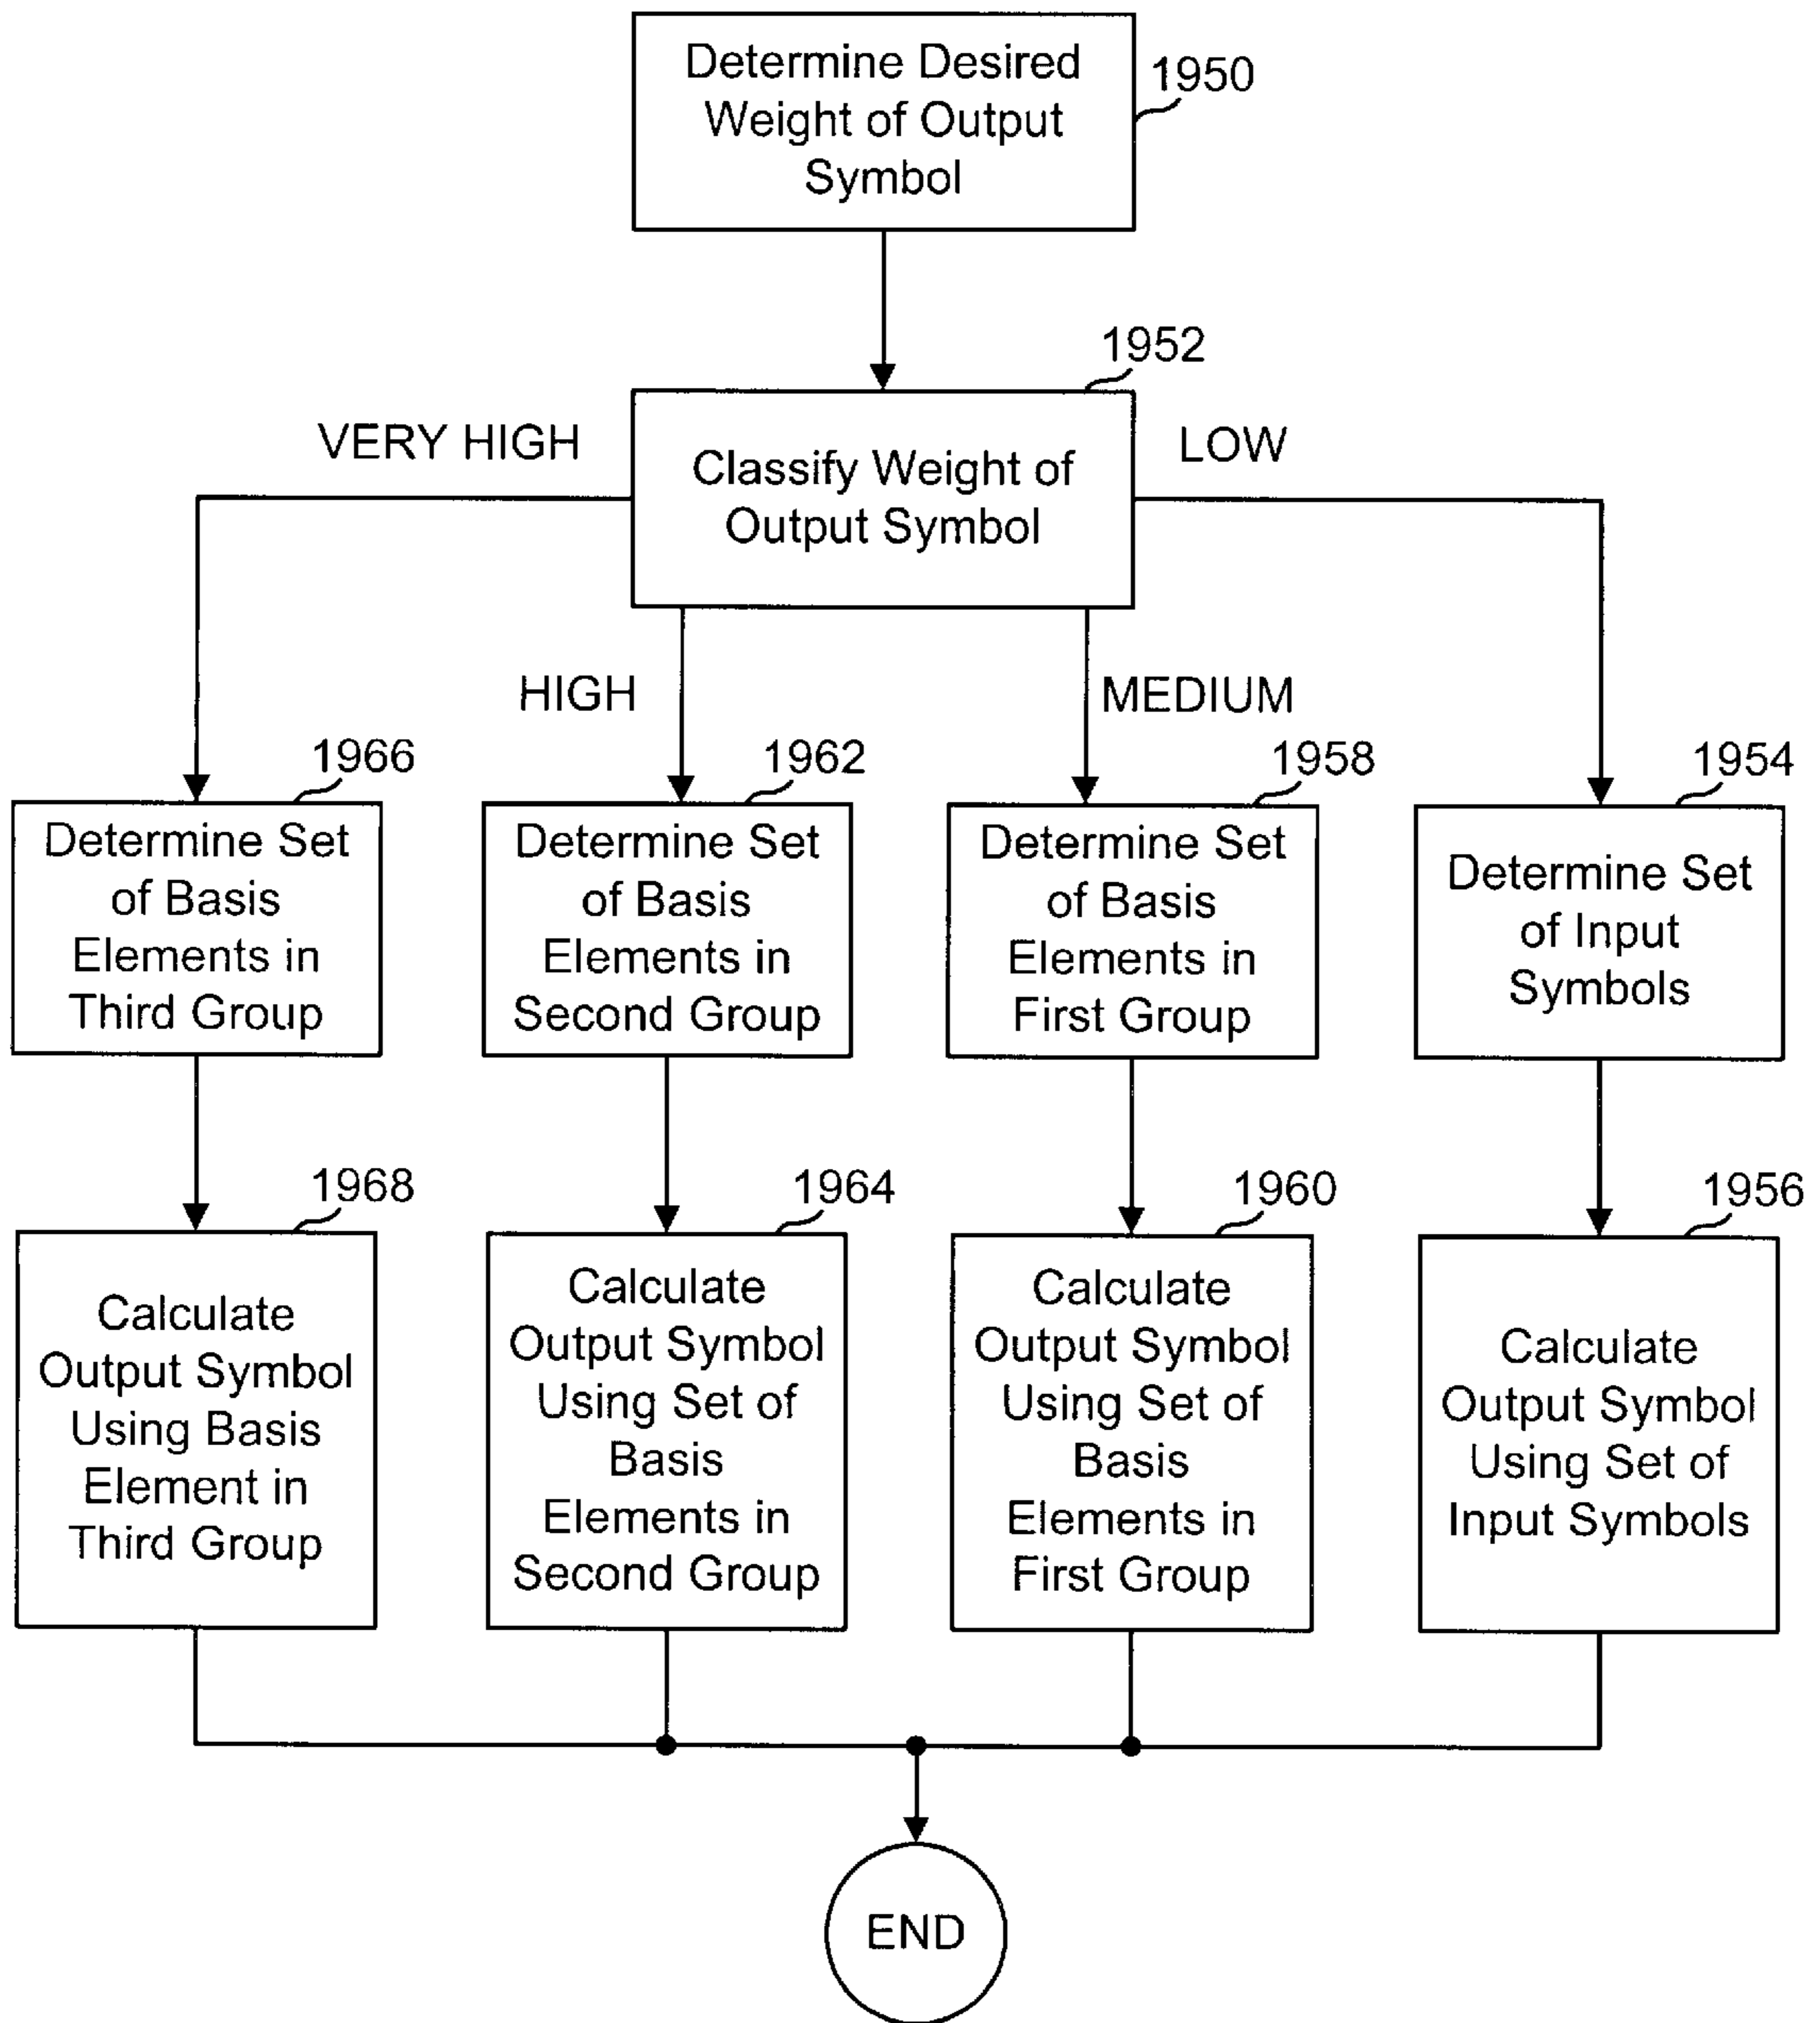 Determine Desired
Weight of Output
Symbol
1950
1952
VERY HIGH
LOW
Classify Weight of
Output Symbol
HIGH
MEDIUM
1966
Determine Set
of Basis
Elements in
Third Group
1962
Determine Set
of Basis
Elements in
Second Group
1958
Determine Set
of Basis
Elements in
First Group
1954
Determine Set
of Input
Symbols
1968
Calculate
Output Symbol
Using Basis
Element in
Third Group
1964
Calculate
Output Symbol
Using Set of
Basis
Elements in
Second Group
1960
Calculate
Output Symbol
Using Set of
Basis
Elements in
First Group
1956
Calculate
Output Symbol
Using Set of
Input Symbols
END